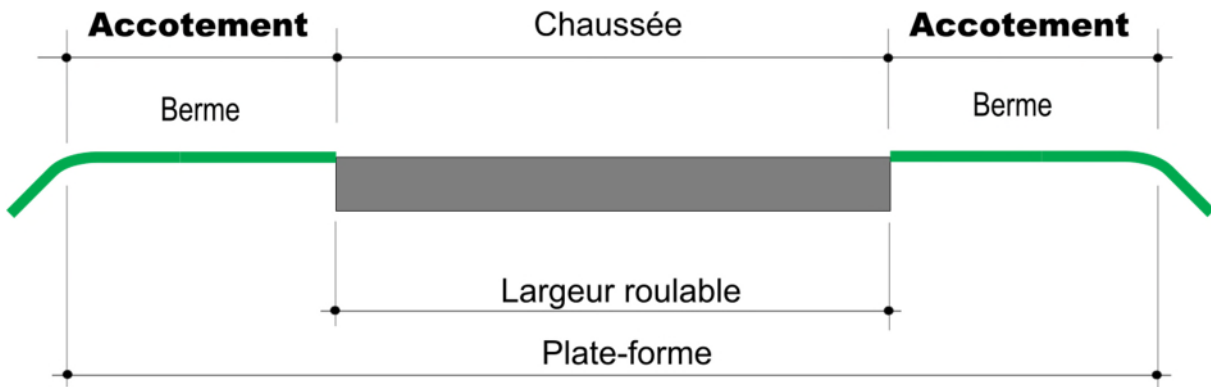 Accotement
Chaussée
Accotement
Berme
Berme
Largeur roulable
Plate-forme